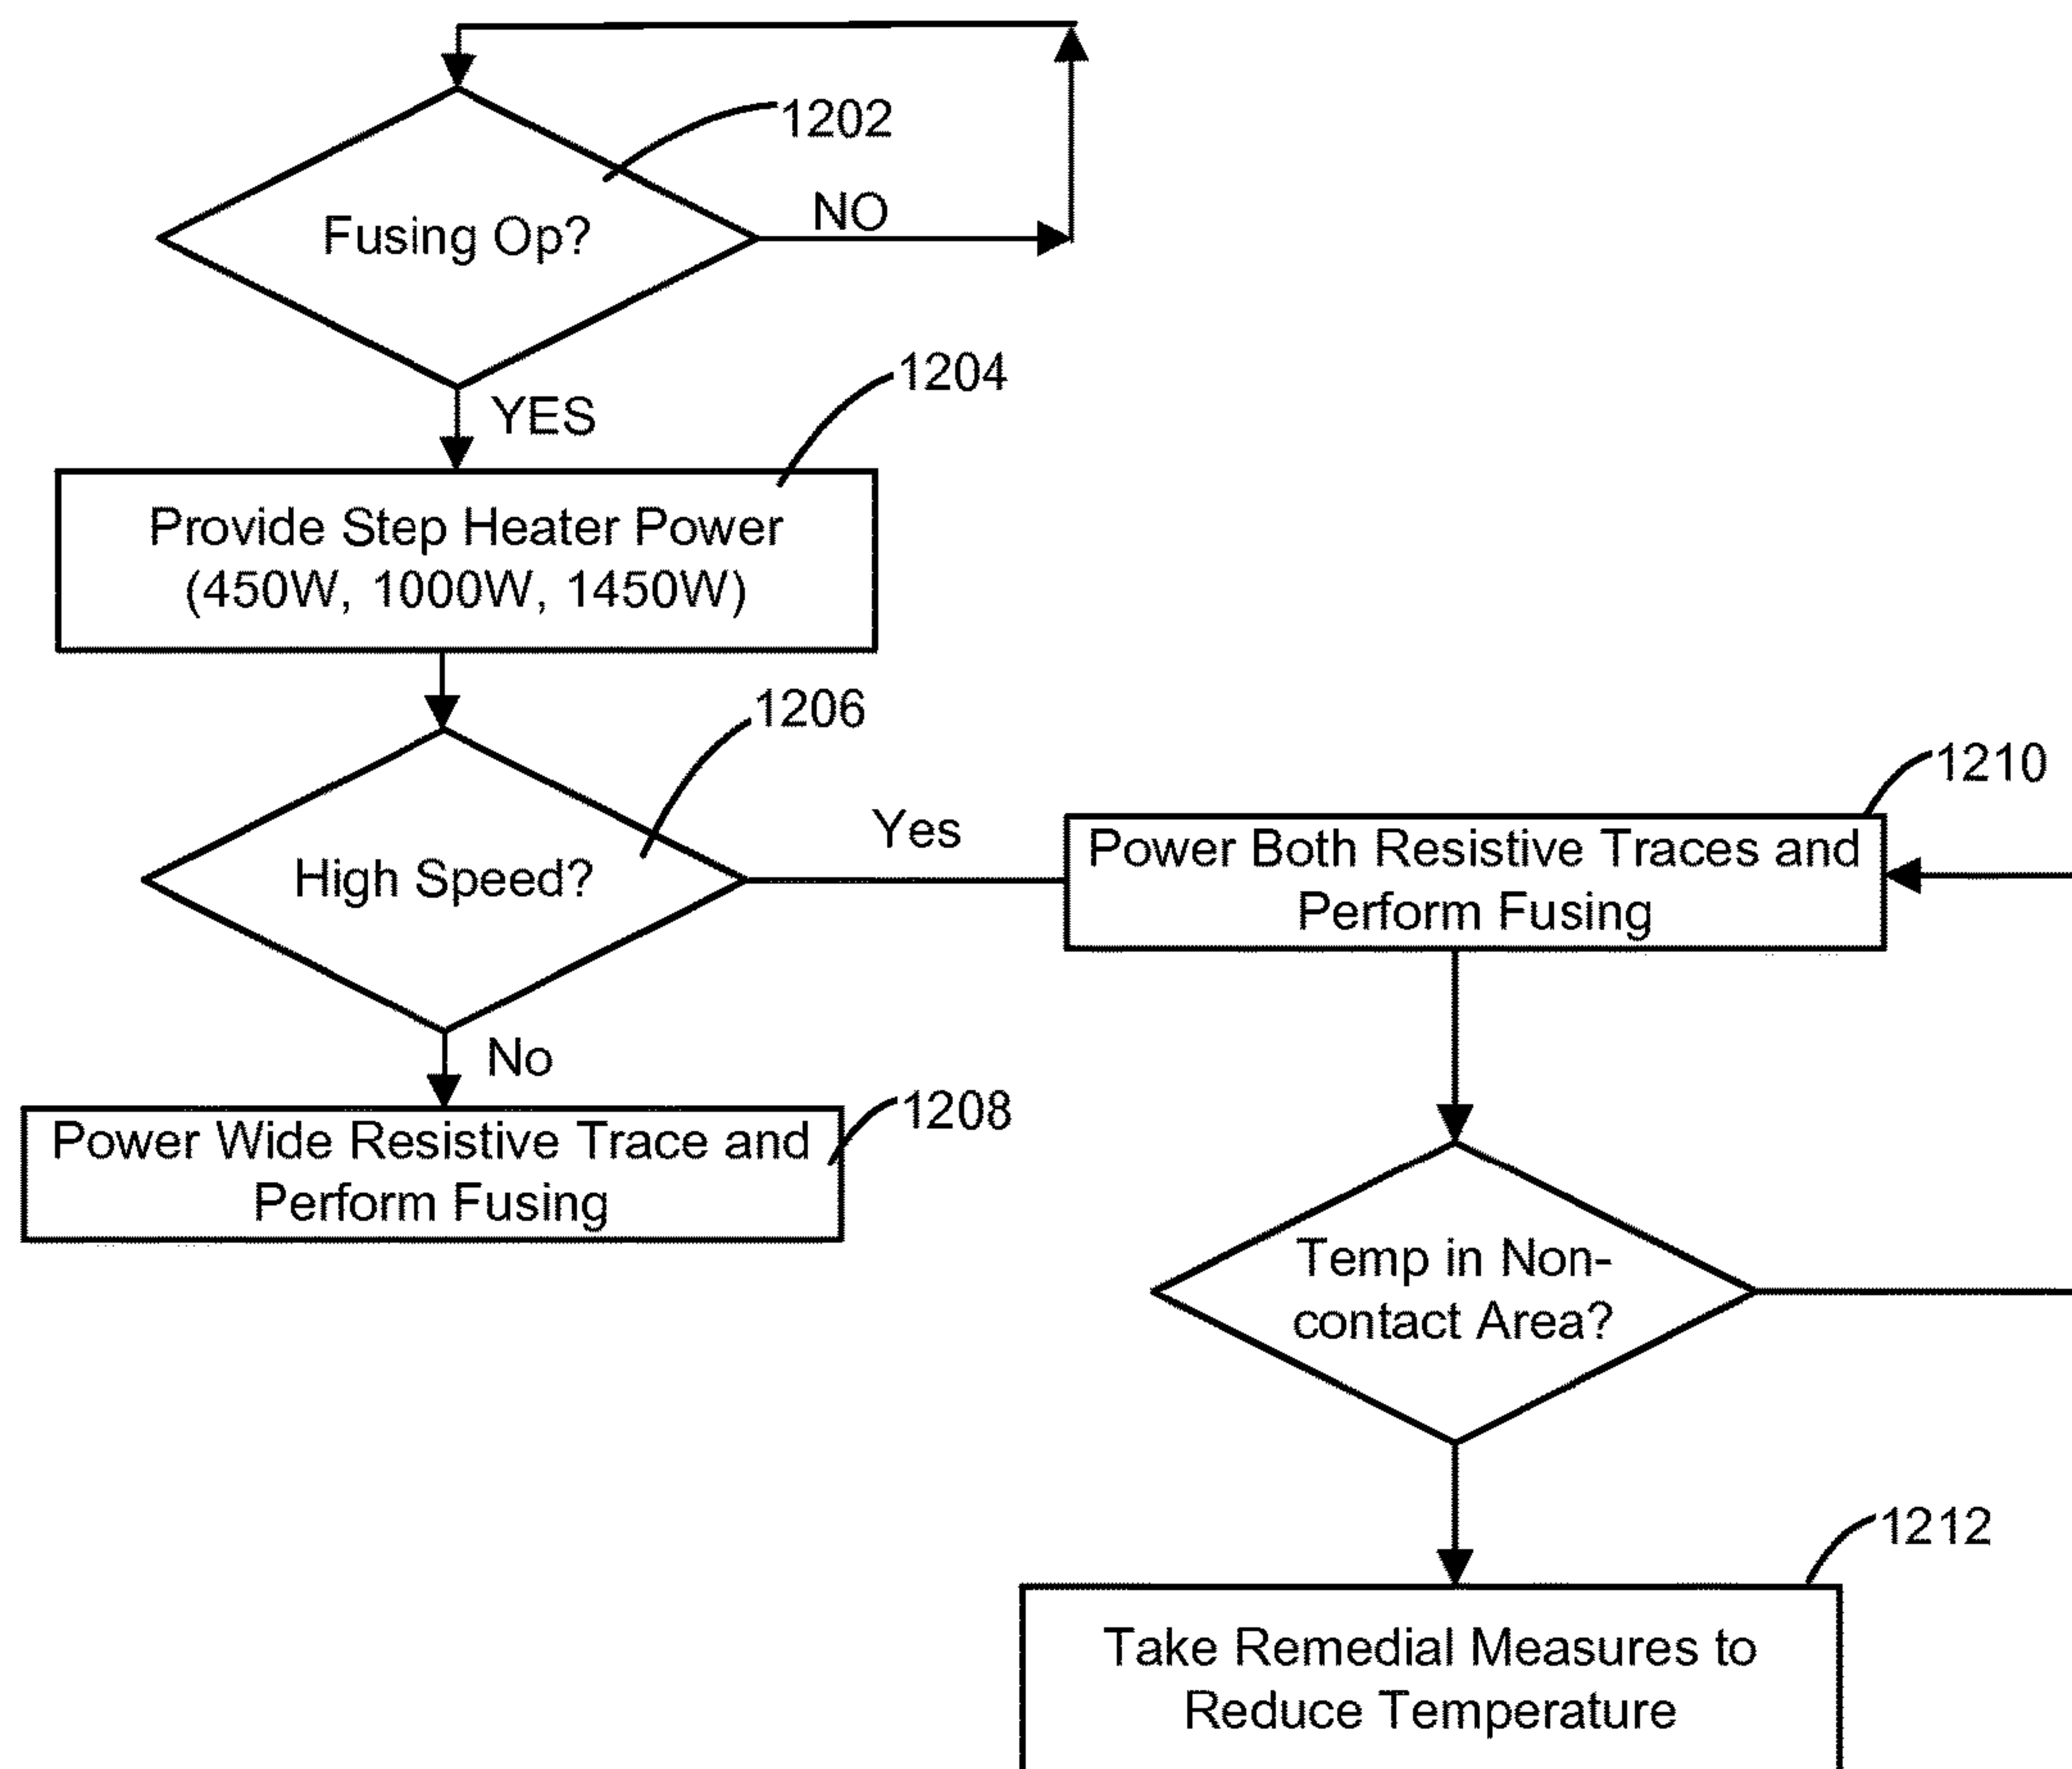 1202
Fusing Op?
NO
YES
1204
Provide Step Heater Power
(450W, 1000W, 1450W)
1206
High Speed?
Yes
No
1208
Power Wide Resistive Trace and
Perform Fusing
1210
Power Both Resistive Traces and
Perform Fusing
Temp in Non-
contact Area?
1212
Take Remedial Measures to
Reduce Temperature